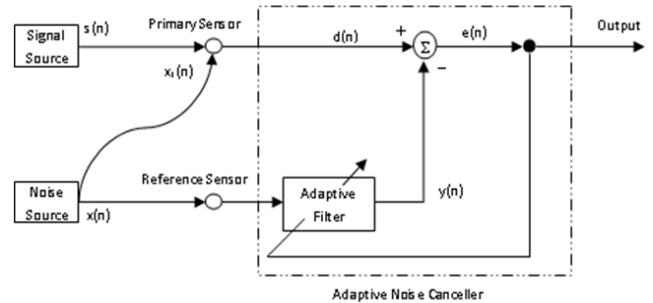 Signal
Source
s(n)
Primary Sensor
x₁(n)
d(n)
+
Σ
−
e(n)
Output
Noise
Source
x(n)
Reference Sensor
Adaptive
Filter
y(n)
Adaptive Noise Canceller